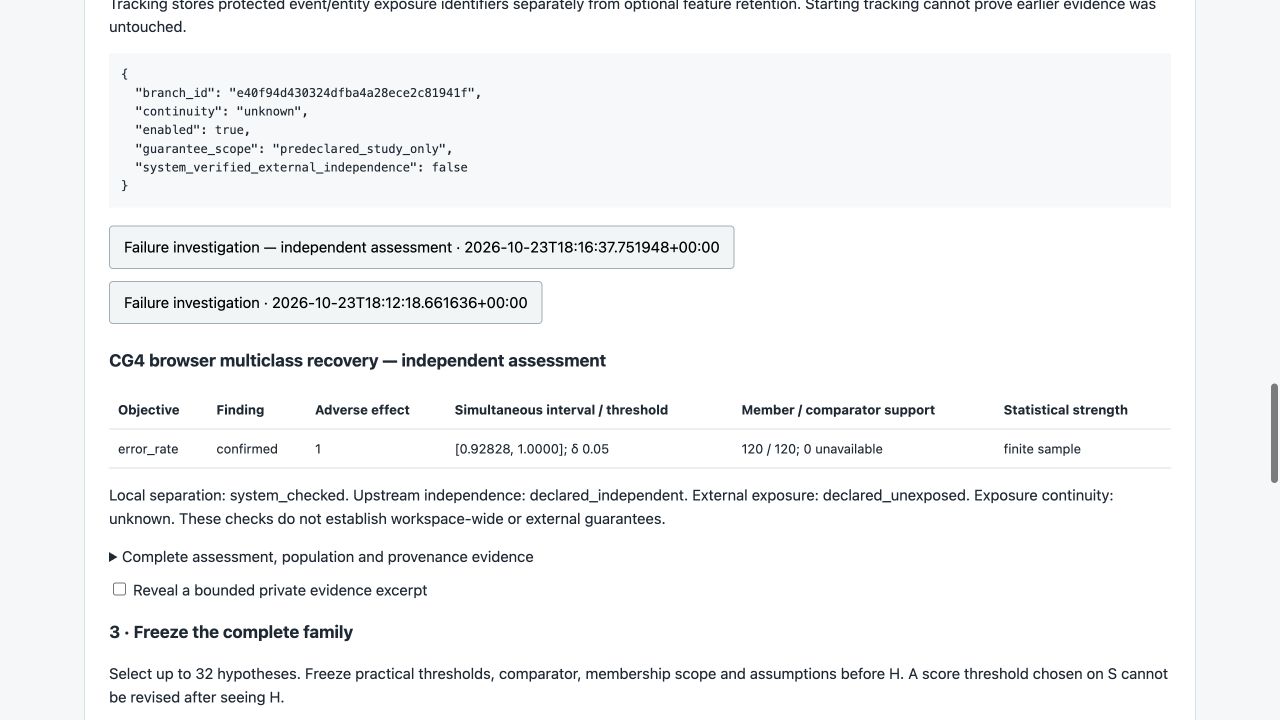 Tracking stores protected event/entity exposure identifiers separately from optional feature retention. Starting tracking cannot prove earlier evidence was
untouched.
{
  "branch_id": "e40f94d430324dfba4a28ece2c81941f",
  "continuity": "unknown",
  "enabled": true,
  "guarantee_scope": "predeclared_study_only",
  "system_verified_external_independence": false
}
Failure investigation — independent assessment · 2026-10-23T18:16:37.751948+00:00
Failure investigation · 2026-10-23T18:12:18.661636+00:00
CG4 browser multiclass recovery — independent assessment
Objective Finding Adverse effect Simultaneous interval / threshold Member / comparator support Statistical strength
error_rate confirmed 1 [0.92828, 1.0000]; δ 0.05 120 / 120; 0 unavailable finite sample
Local separation: system_checked. Upstream independence: declared_independent. External exposure: declared_unexposed. Exposure continuity:
unknown. These checks do not establish workspace-wide or external guarantees.
Complete assessment, population and provenance evidence
Reveal a bounded private evidence excerpt
3 · Freeze the complete family
Select up to 32 hypotheses. Freeze practical thresholds, comparator, membership scope and assumptions before H. A score threshold chosen on S cannot
be revised after seeing H.